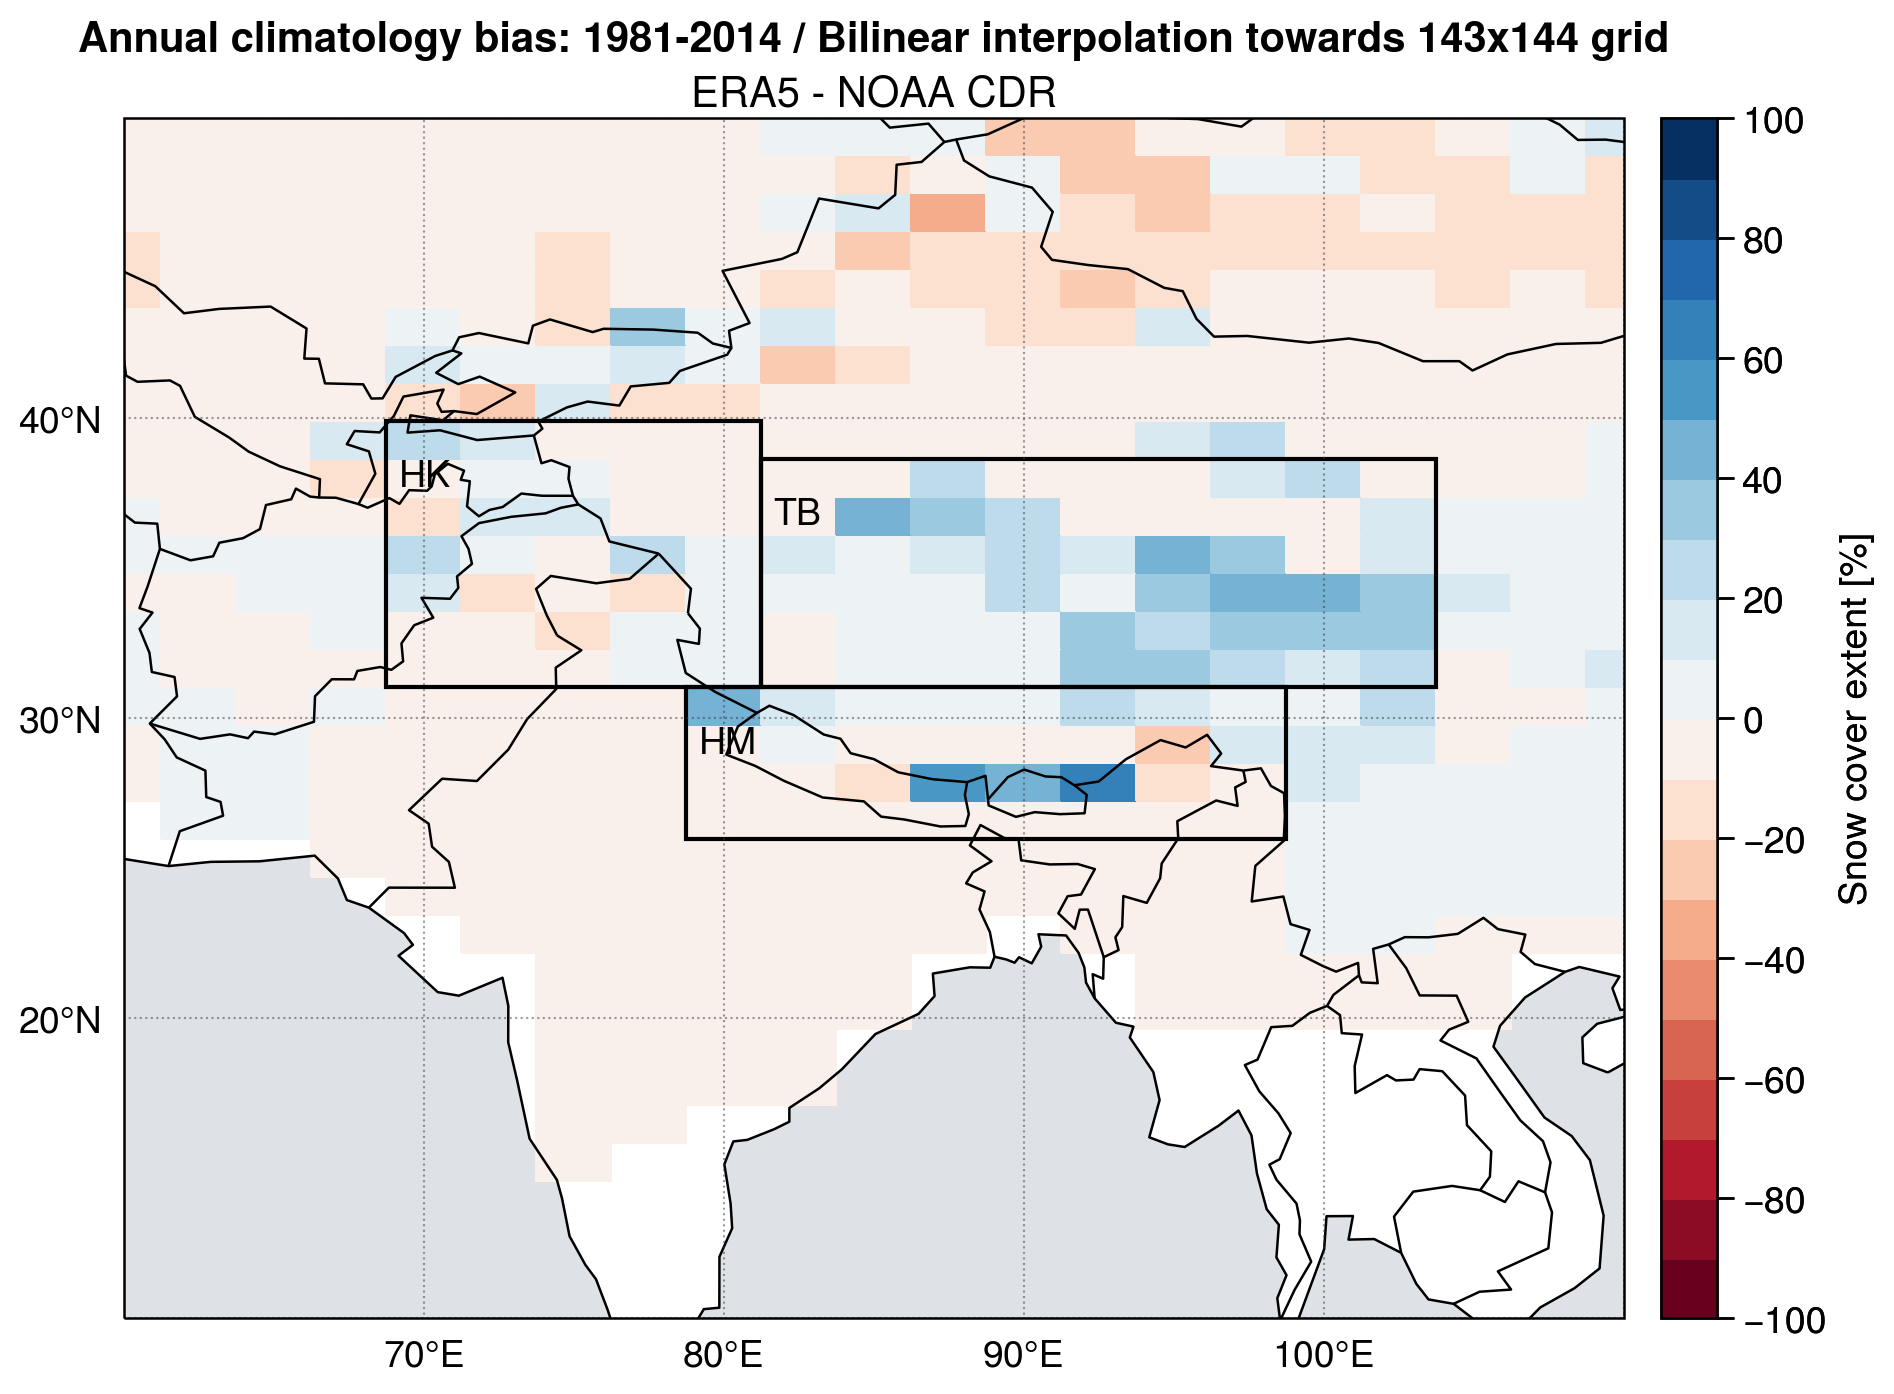 Annual climatology bias: 1981-2014 / Bilinear interpolation towards 143x144 grid
ERA5 - NOAA CDR
40°N
30°N
20°N
70°E
80°E
90°E
100°E
HK
TB
HM
100
80
60
40
20
0
−20
−40
−60
−80
−100
Snow cover extent [%]